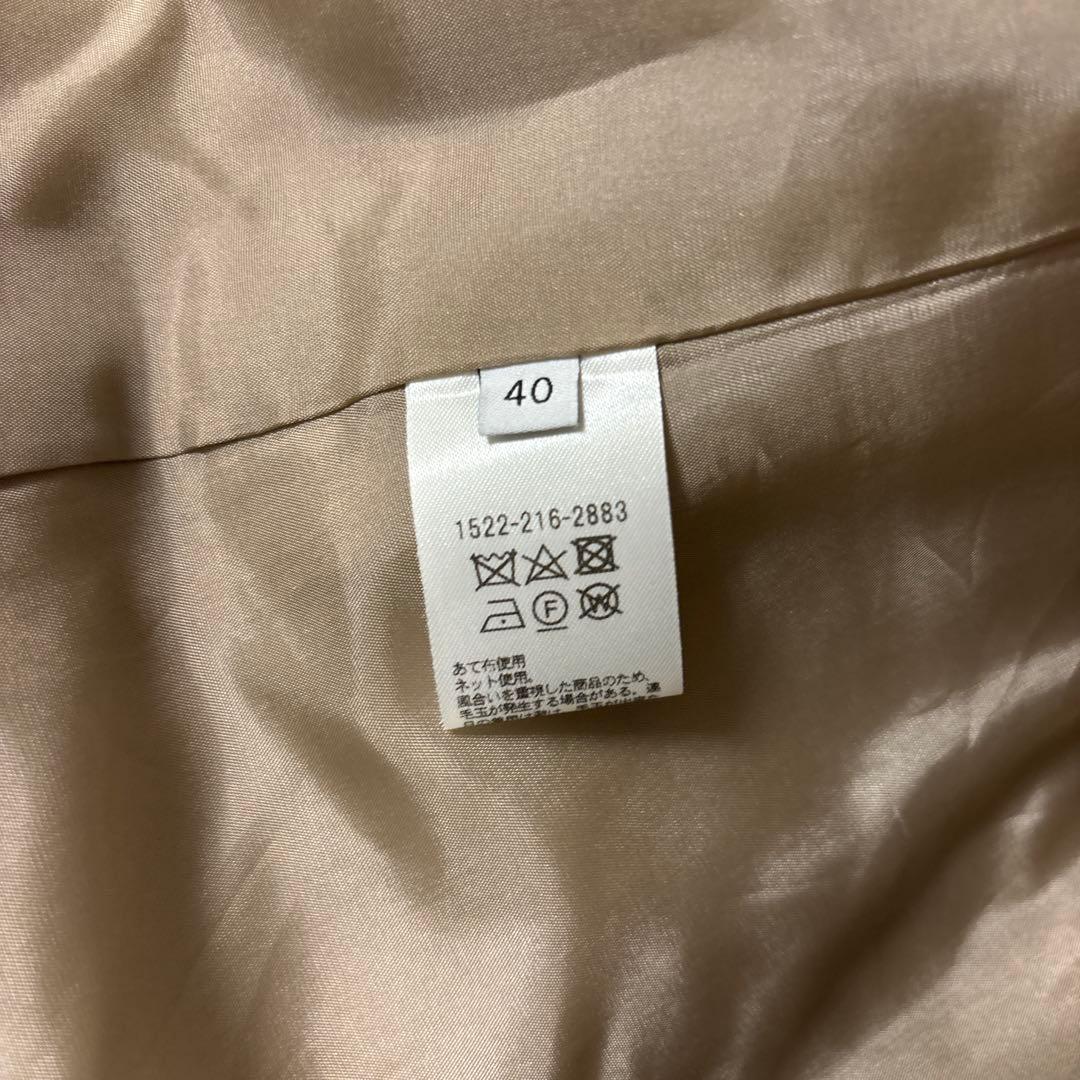 40
1522-216-2883
F
W
あて布使用
ネット使用。
風合いを重視した商品のため、
毛玉が発生する場合がある。連